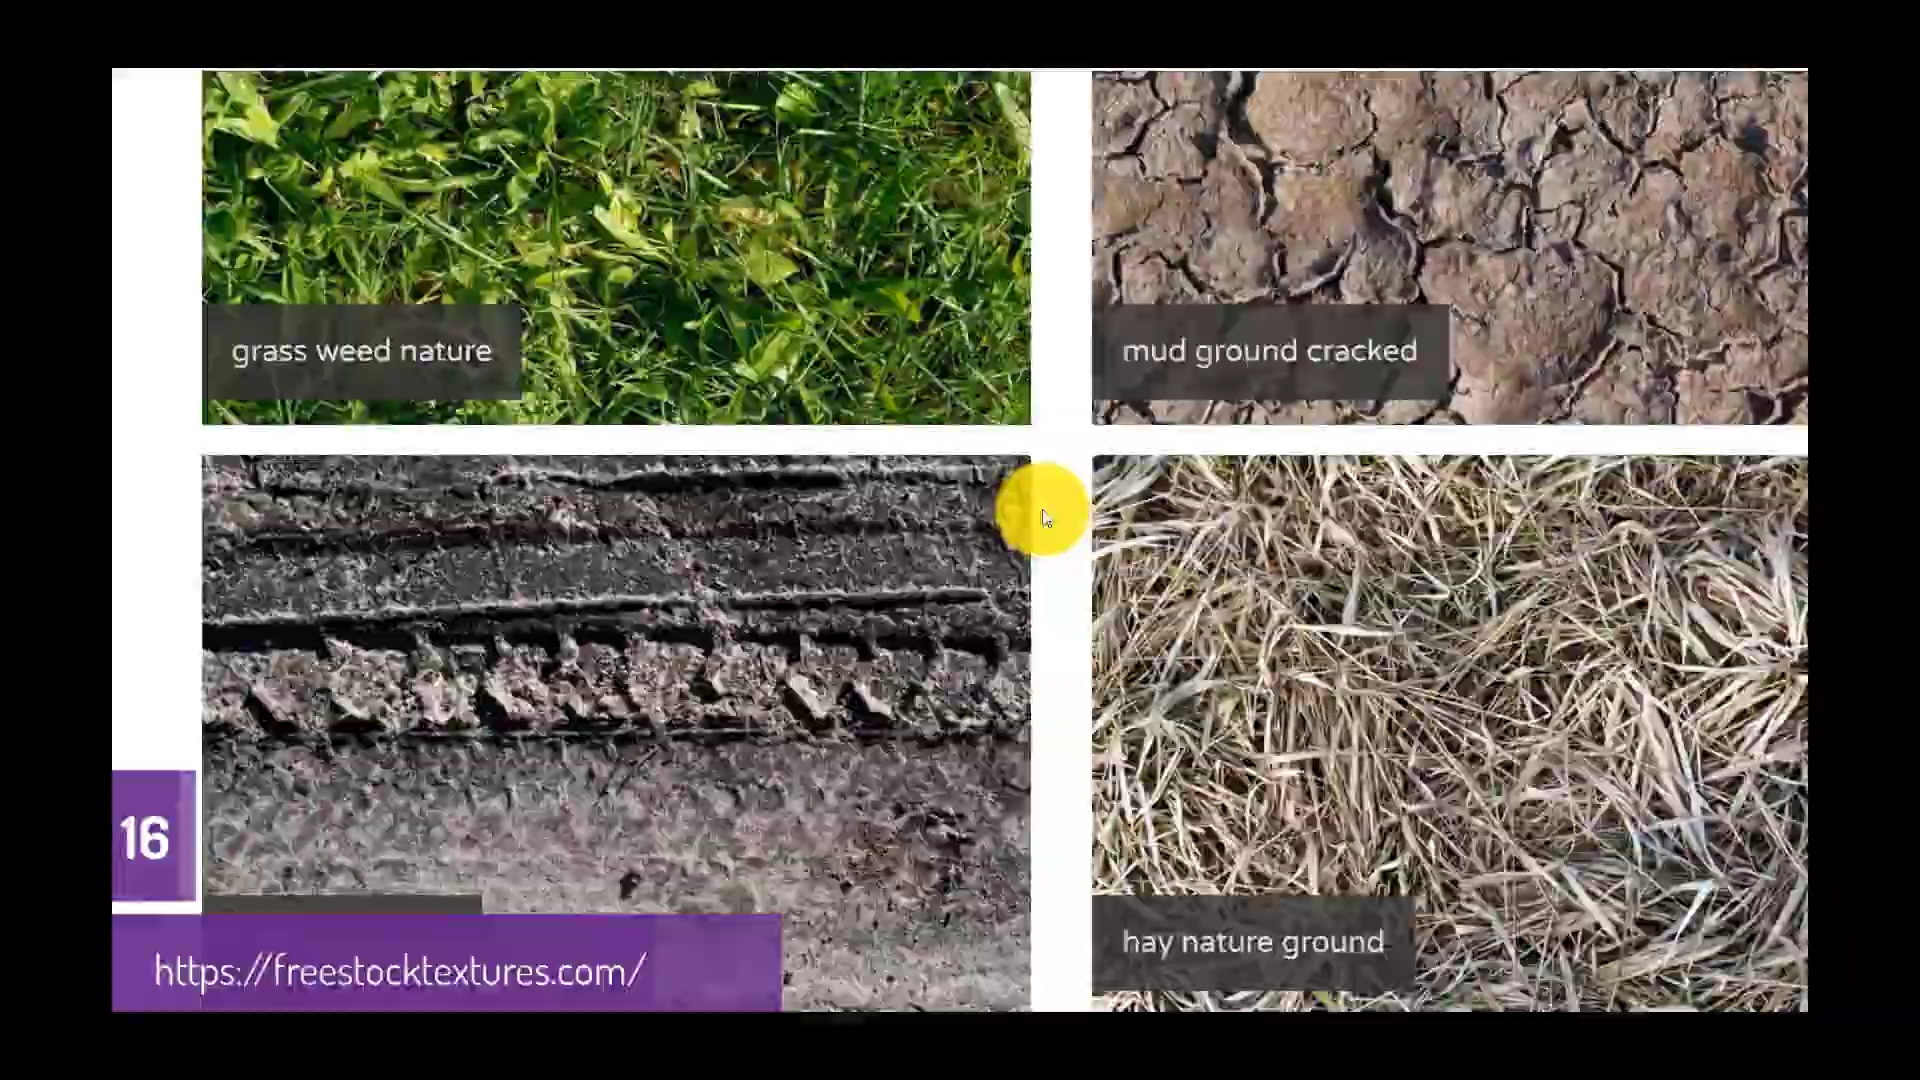 grass weed nature
mud ground cracked
16
https://freestocktextures.com/
hay nature ground